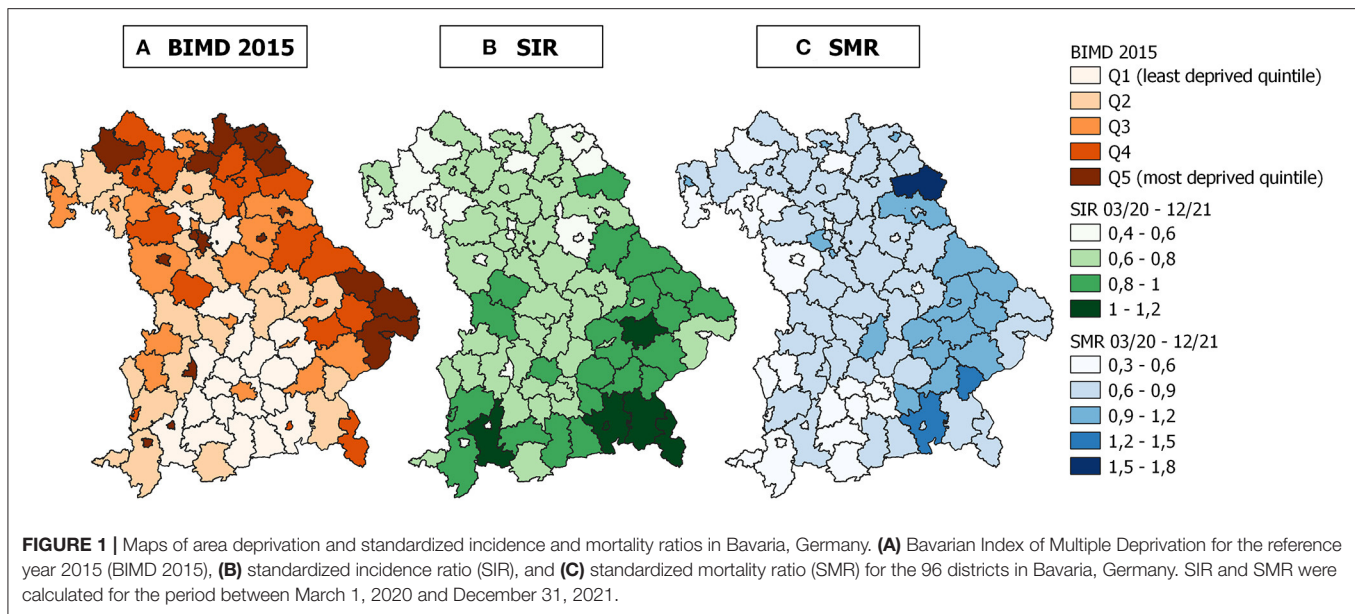 A BIMD 2015
B SIR
C SMR
BIMD 2015
Q1 (least deprived quintile)
Q2
Q3
Q4
Q5 (most deprived quintile)
SIR 03/20 - 12/21
0,4 - 0,6
0,6 - 0,8
0,8 - 1
1 - 1,2
SMR 03/20 - 12/21
0,3 - 0,6
0,6 - 0,9
0,9 - 1,2
1,2 - 1,5
1,5 - 1,8
FIGURE 1 | Maps of area deprivation and standardized incidence and mortality ratios in Bavaria, Germany. (A) Bavarian Index of Multiple Deprivation for the reference
year 2015 (BIMD 2015), (B) standardized incidence ratio (SIR), and (C) standardized mortality ratio (SMR) for the 96 districts in Bavaria, Germany. SIR and SMR were
calculated for the period between March 1, 2020 and December 31, 2021.